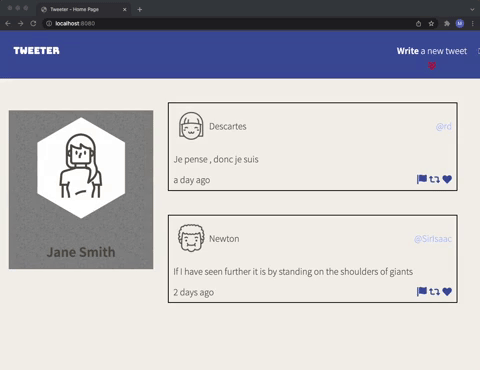 Tweeter - Home Page
localhost:8080
TWEETER
Write a new tweet
Jane Smith
Descartes
@rd
Je pense , donc je suis
a day ago
Newton
@SirIsaac
If I have seen further it is by standing on the shoulders of giants
2 days ago